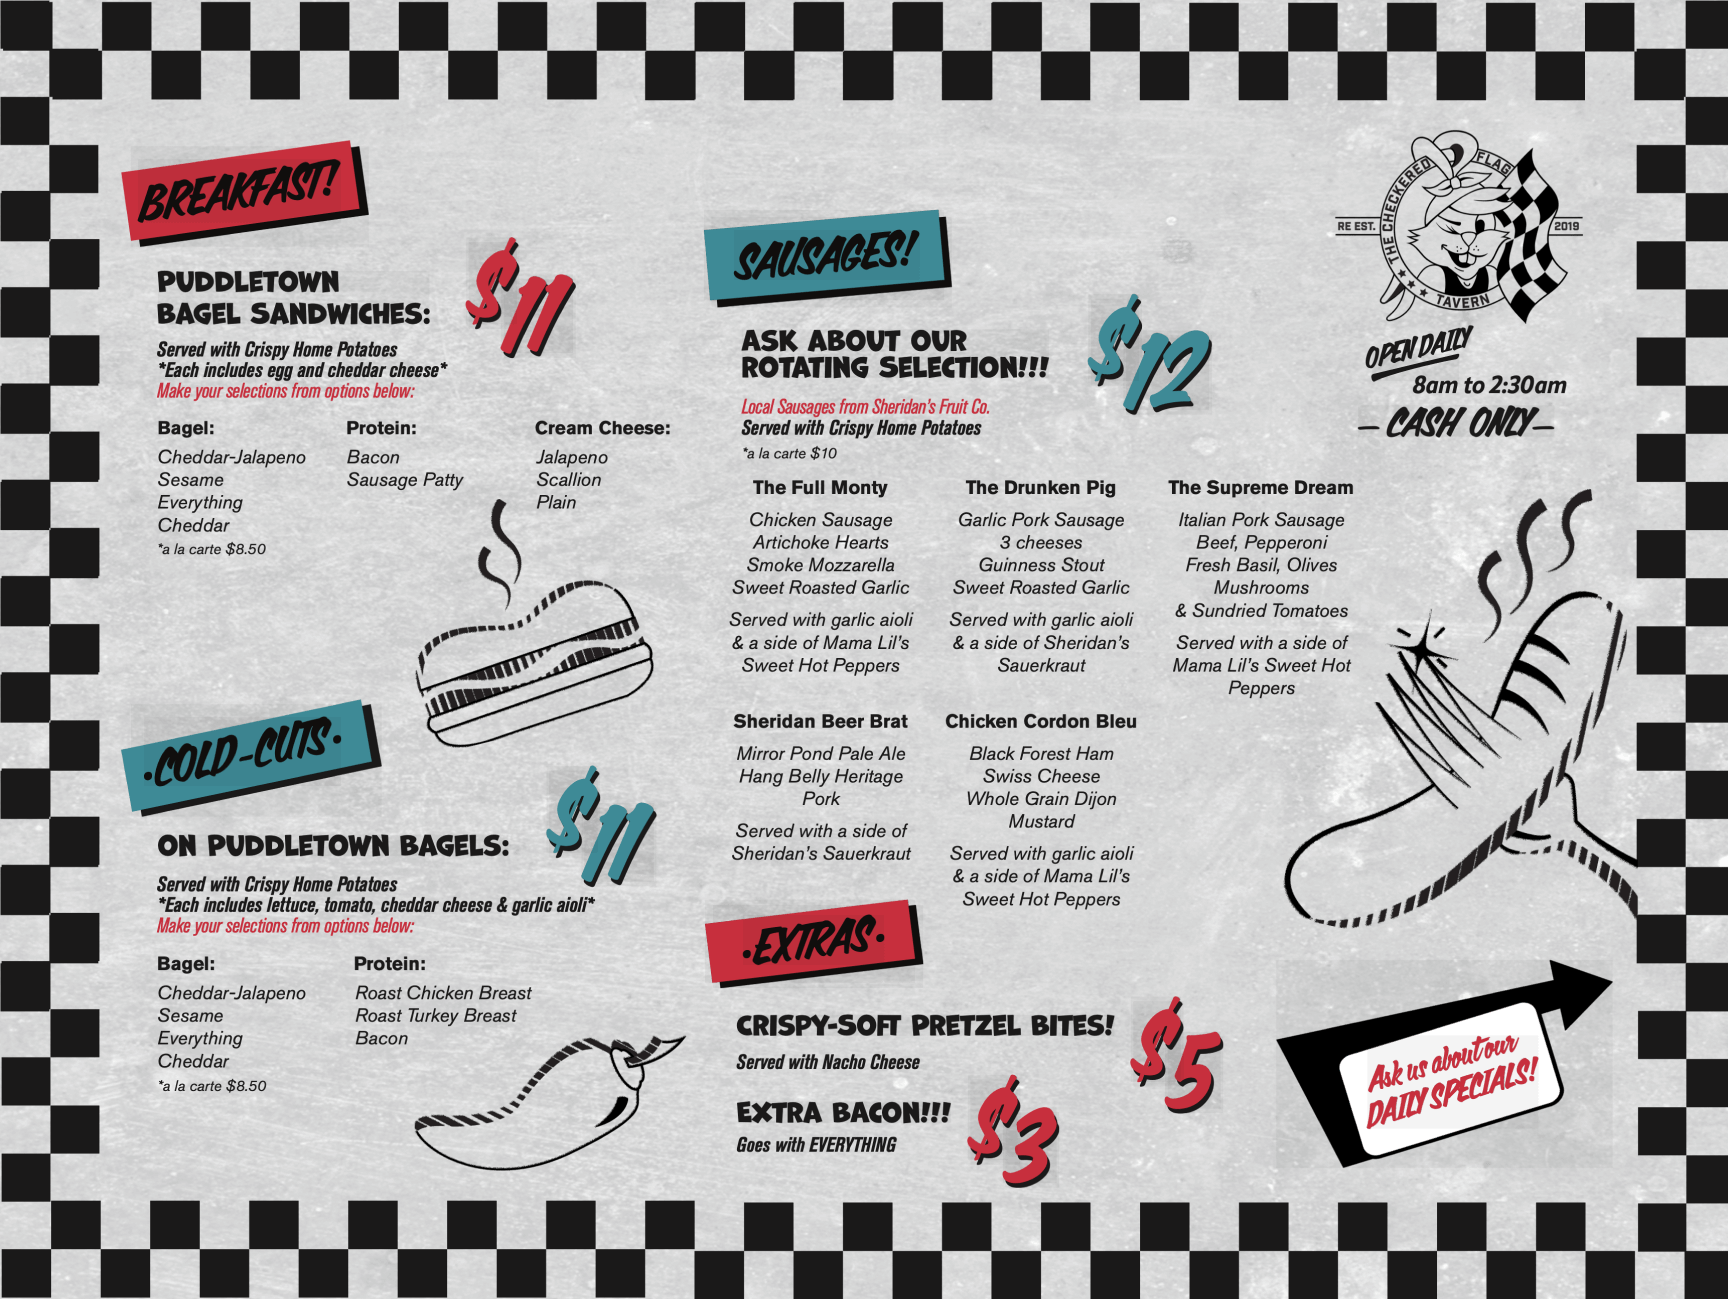 BREAKFAST!
PUDDLETOWN
BAGEL SANDWICHES:
$11
Served with Crispy Home Potatoes
*Each includes egg and cheddar cheese*
Make your selections from options below:
Bagel:
Cheddar-Jalapeno
Sesame
Everything
Cheddar
*a la carte $8.50
Protein:
Bacon
Sausage Patty
Cream Cheese:
Jalapeno
Scallion
Plain
·COLD-CUTS·
ON PUDDLETOWN BAGELS:
$11
Served with Crispy Home Potatoes
*Each includes lettuce, tomato, cheddar cheese & garlic aioli*
Make your selections from options below:
Bagel:
Cheddar-Jalapeno
Sesame
Everything
Cheddar
*a la carte $8.50
Protein:
Roast Chicken Breast
Roast Turkey Breast
Bacon
SAUSAGES!
ASK ABOUT OUR
ROTATING SELECTION!!!
$12
Local Sausages from Sheridan's Fruit Co.
Served with Crispy Home Potatoes
*a la carte $10
The Full Monty
Chicken Sausage
Artichoke Hearts
Smoke Mozzarella
Sweet Roasted Garlic
Served with garlic aioli
& a side of Mama Lil's
Sweet Hot Peppers
The Drunken Pig
Garlic Pork Sausage
3 cheeses
Guinness Stout
Sweet Roasted Garlic
Served with garlic aioli
& a side of Sheridan's
Sauerkraut
The Supreme Dream
Italian Pork Sausage
Beef, Pepperoni
Fresh Basil, Olives
Mushrooms
& Sundried Tomatoes
Served with a side of
Mama Lil's Sweet Hot
Peppers
Sheridan Beer Brat
Mirror Pond Pale Ale
Hang Belly Heritage
Pork
Served with a side of
Sheridan's Sauerkraut
Chicken Cordon Bleu
Black Forest Ham
Swiss Cheese
Whole Grain Dijon
Mustard
Served with garlic aioli
& a side of Mama Lil's
Sweet Hot Peppers
·EXTRAS·
CRISPY-SOFT PRETZEL BITES!
$5
Served with Nacho Cheese
EXTRA BACON!!!
$3
Goes with EVERYTHING
THE CHECKERED FLAG
TAVERN
RE EST. 2019
OPEN DAILY
8am to 2:30am
— CASH ONLY—
Ask us about our
DAILY SPECIALS!